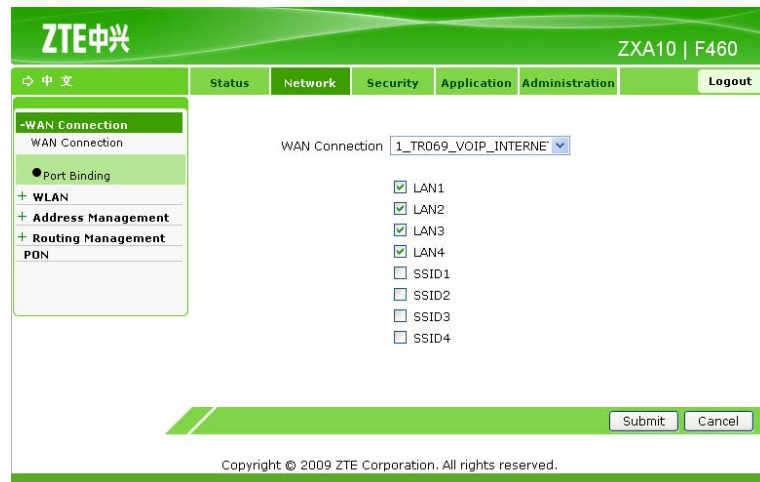 ZTE中兴
ZXA10 | F460
中文 Status Network Security Application Administration Logout
-WAN Connection
WAN Connection
Port Binding
+ WLAN
+ Address Management
+ Routing Management
PON
WAN Connection 1_TR069_VOIP_INTERNE
LAN1
LAN2
LAN3
LAN4
SSID1
SSID2
SSID3
SSID4
Submit Cancel
Copyright © 2009 ZTE Corporation. All rights reserved.